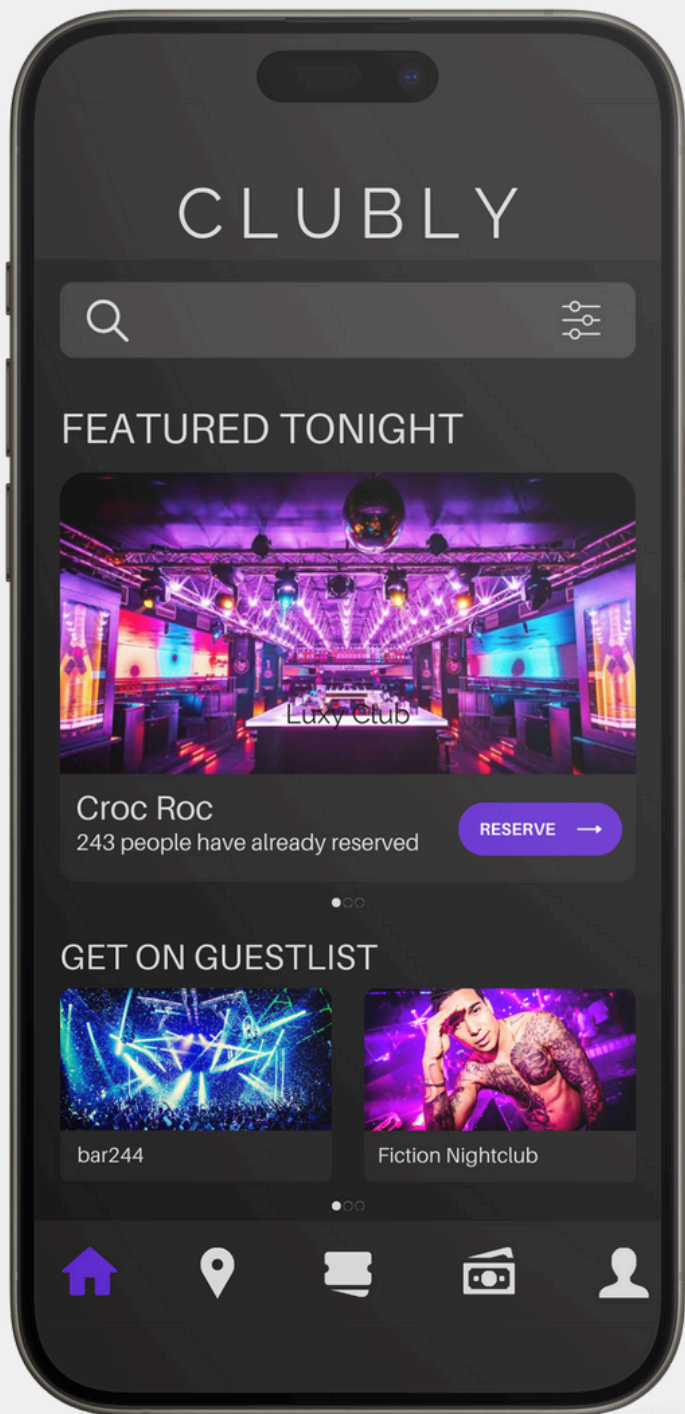 CLUBLY
FEATURED TONIGHT
Luxy Club
Croc Roc
243 people have already reserved
RESERVE
GET ON GUESTLIST
bar244
Fiction Nightclub